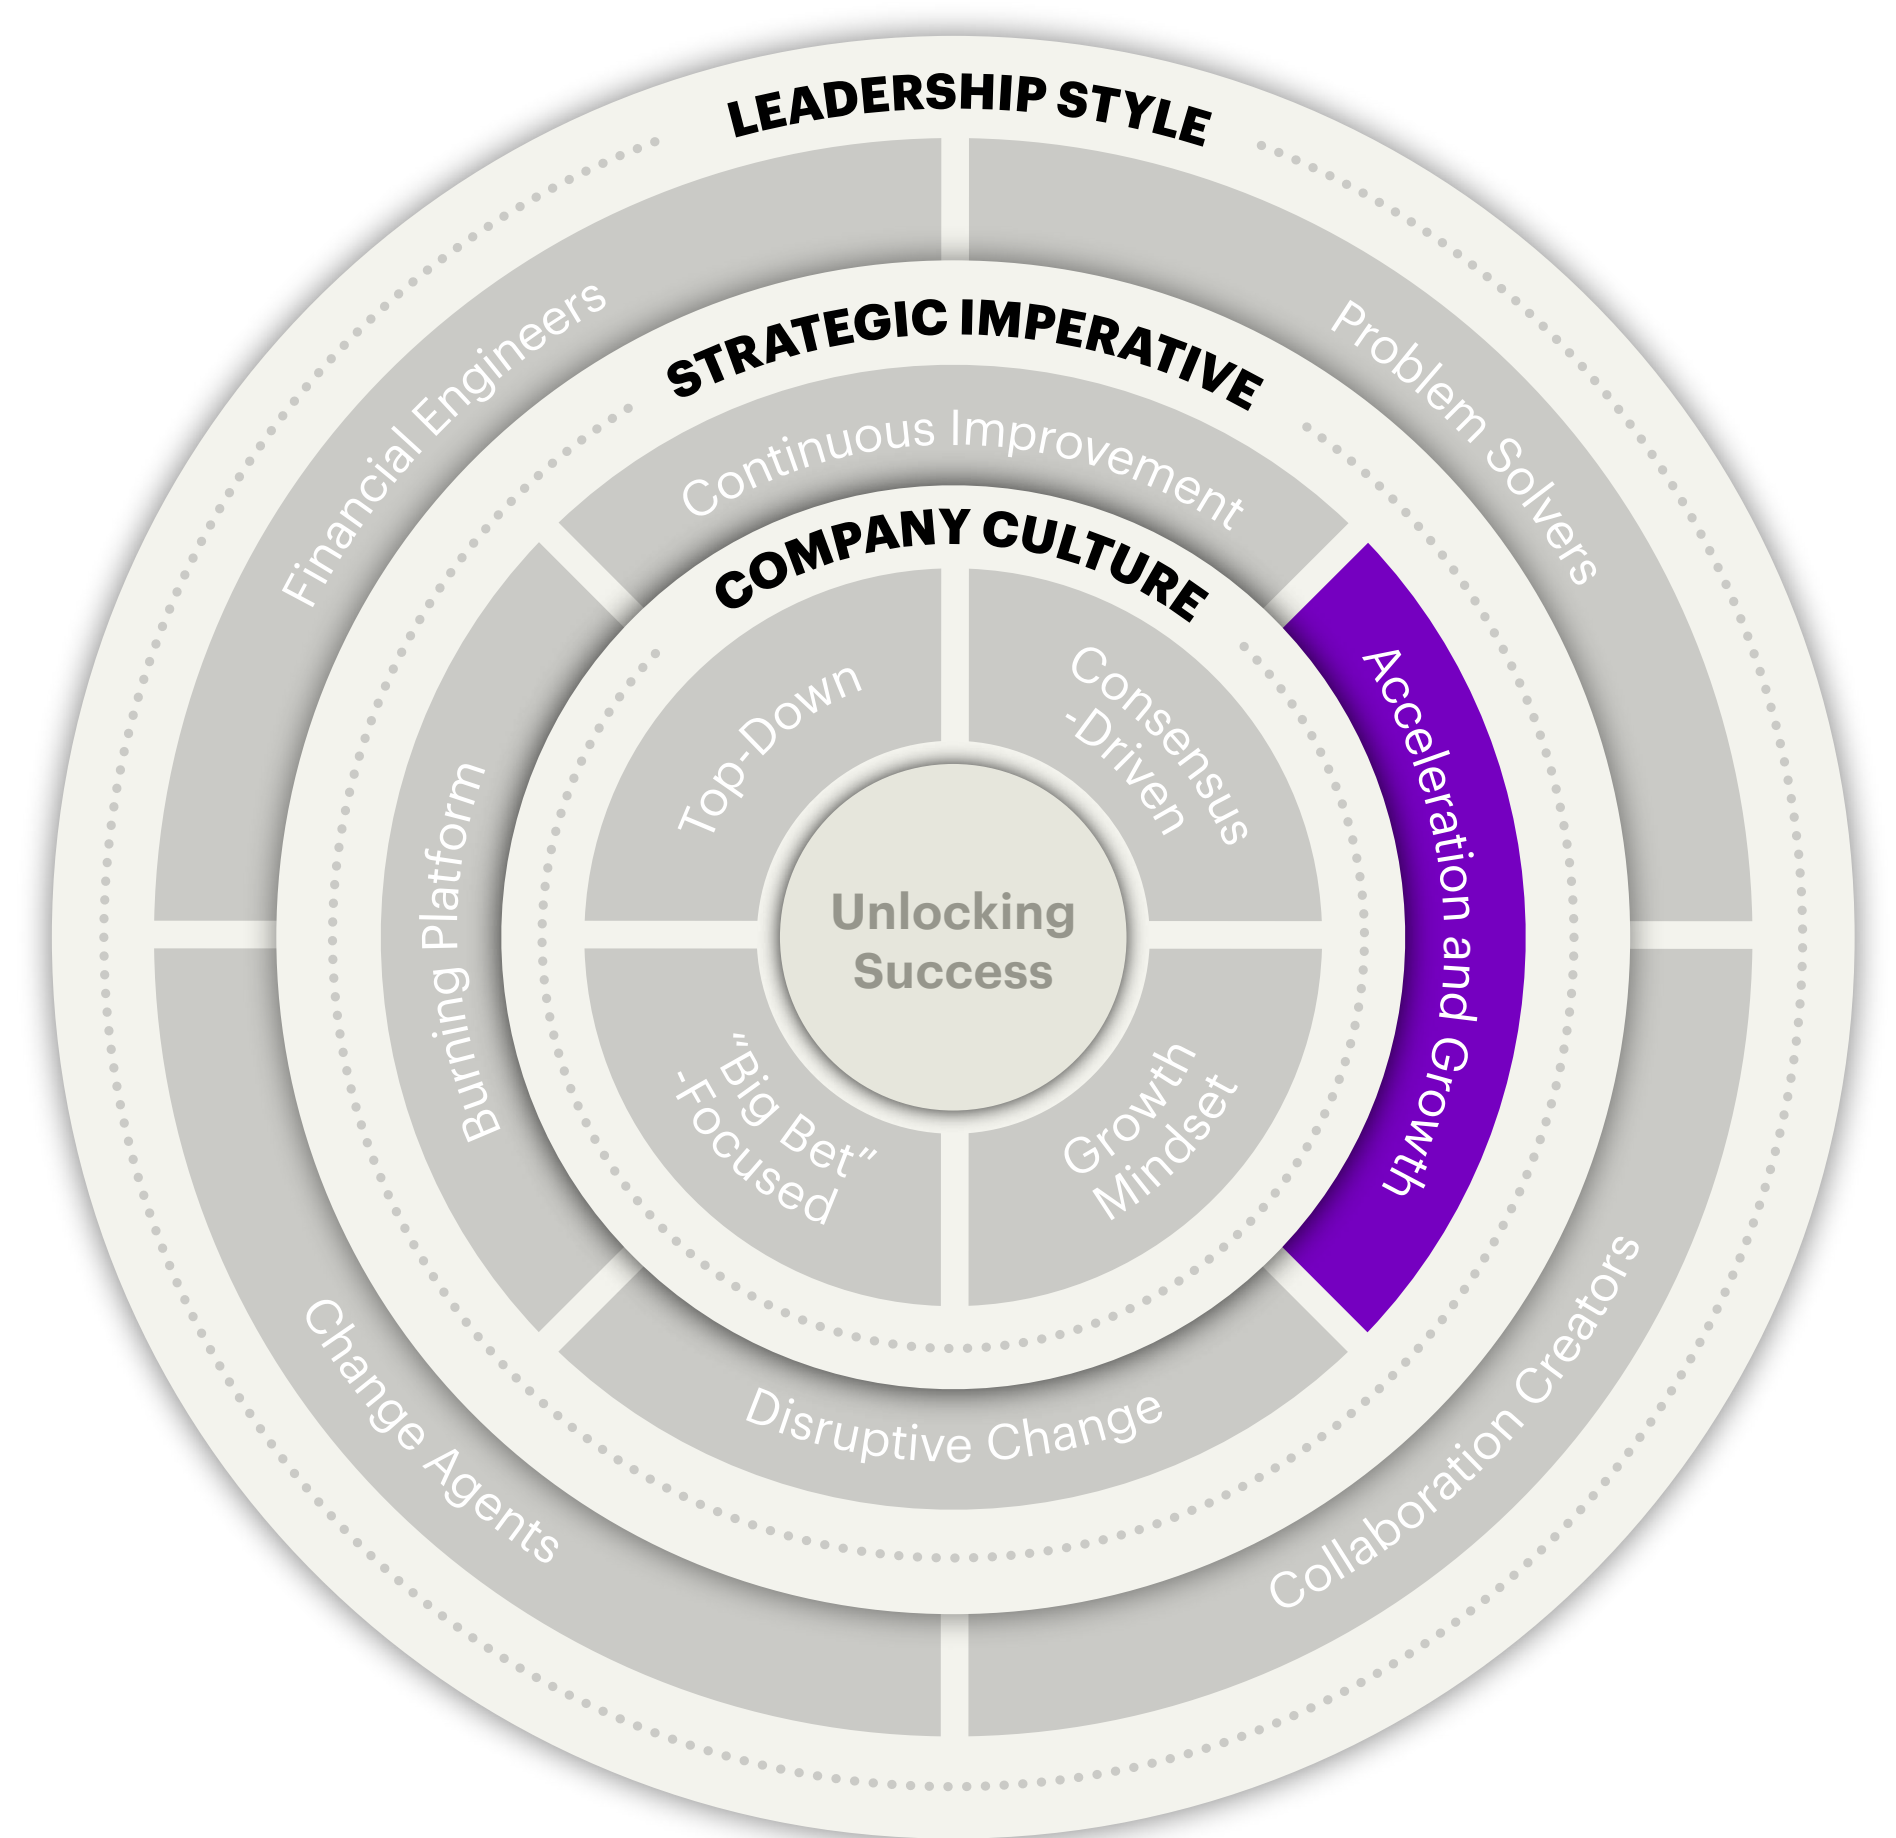 LEADERSHIP STYLE
Financial Engineers
Problem Solvers
Change Agents
Collaboration Creators
STRATEGIC IMPERATIVE
Continuous Improvement
Burning Platform
Acceleration and Growth
Disruptive Change
COMPANY CULTURE
Top-Down
Consensus
-Driven
“Big Bet”
-Focused
Growth
Mindset
Unlocking
Success